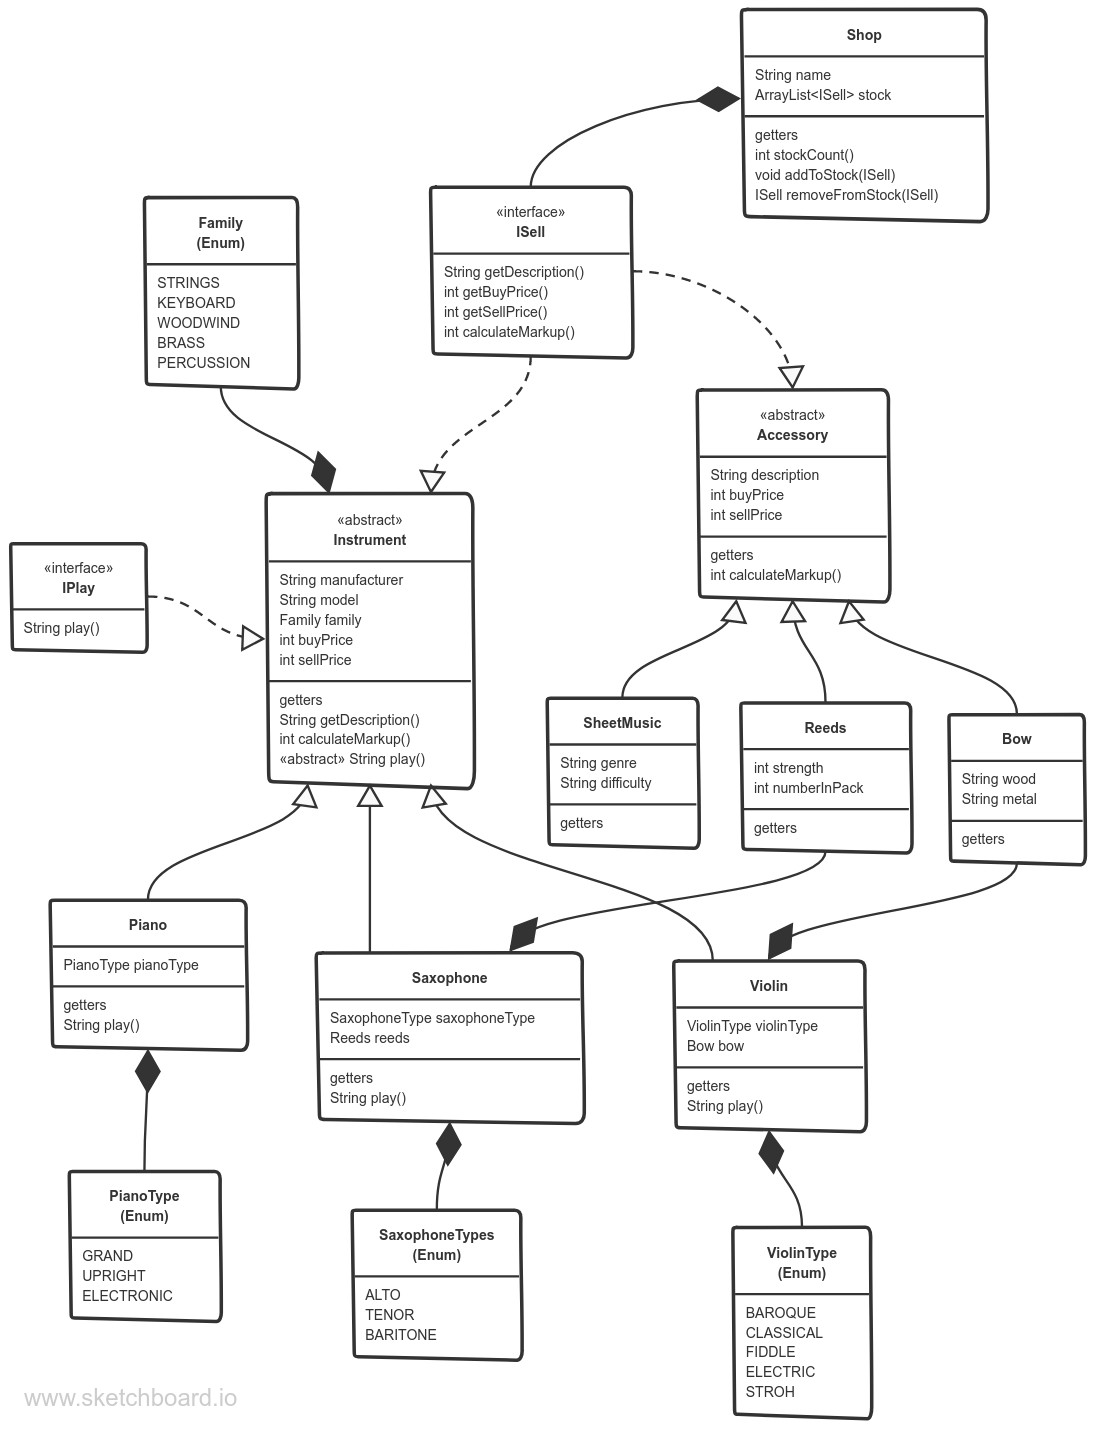 Shop
String name
ArrayList<ISell> stock
getters
int stockCount()
void addToStock(ISell)
ISell removeFromStock(ISell)
«interface»
ISell
String getDescription()
int getBuyPrice()
int getSellPrice()
int calculateMarkup()
Family
(Enum)
STRINGS
KEYBOARD
WOODWIND
BRASS
PERCUSSION
«abstract»
Accessory
String description
int buyPrice
int sellPrice
getters
int calculateMarkup()
«abstract»
Instrument
String manufacturer
String model
Family family
int buyPrice
int sellPrice
getters
String getDescription()
int calculateMarkup()
«abstract» String play()
«interface»
IPlay
String play()
SheetMusic
String genre
String difficulty
getters
Reeds
int strength
int numberInPack
getters
Bow
String wood
String metal
getters
Piano
PianoType pianoType
getters
String play()
Saxophone
SaxophoneType saxophoneType
Reeds reeds
getters
String play()
Violin
ViolinType violinType
Bow bow
getters
String play()
PianoType
(Enum)
GRAND
UPRIGHT
ELECTRONIC
SaxophoneTypes
(Enum)
ALTO
TENOR
BARITONE
ViolinType
(Enum)
BAROQUE
CLASSICAL
FIDDLE
ELECTRIC
STROH
www.sketchboard.io